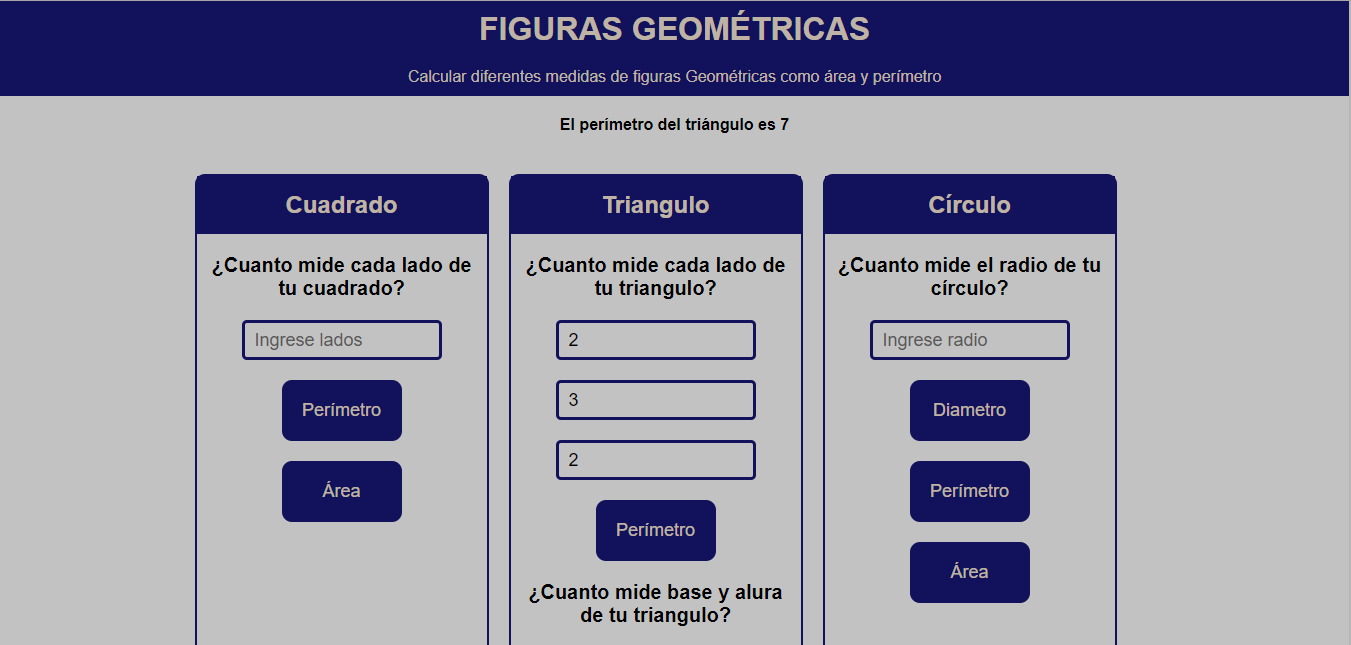 FIGURAS GEOMÉTRICAS
Calcular diferentes medidas de figuras Geométricas como área y perímetro
El perímetro del triángulo es 7
Cuadrado
¿Cuanto mide cada lado de
tu cuadrado?
Ingrese lados
Perímetro
Área
Triangulo
¿Cuanto mide cada lado de
tu triangulo?
2
3
2
Perímetro
¿Cuanto mide base y alura
de tu triangulo?
Círculo
¿Cuanto mide el radio de tu
círculo?
Ingrese radio
Diametro
Perímetro
Área